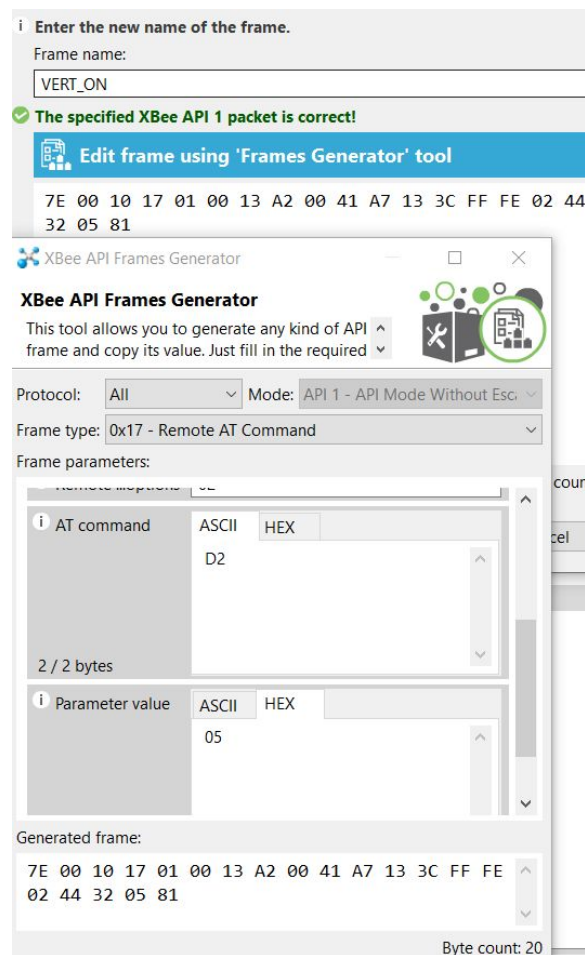 Enter the new name of the frame.
Frame name:
VERT_ON
The specified XBee API 1 packet is correct!
Edit frame using 'Frames Generator' tool
7E 00 10 17 01 00 13 A2 00 41 A7 13 3C FF FE 02 44
32 05 81
XBee API Frames Generator
XBee API Frames Generator
This tool allows you to generate any kind of API
frame and copy its value. Just fill in the required
Protocol: All Mode: API 1 - API Mode Without Esc
Frame type: 0x17 - Remote AT Command
Frame parameters:
AT command ASCII HEX
D2
2 / 2 bytes
Parameter value ASCII HEX
05
Generated frame:
7E 00 10 17 01 00 13 A2 00 41 A7 13 3C FF FE
02 44 32 05 81
Byte count: 20